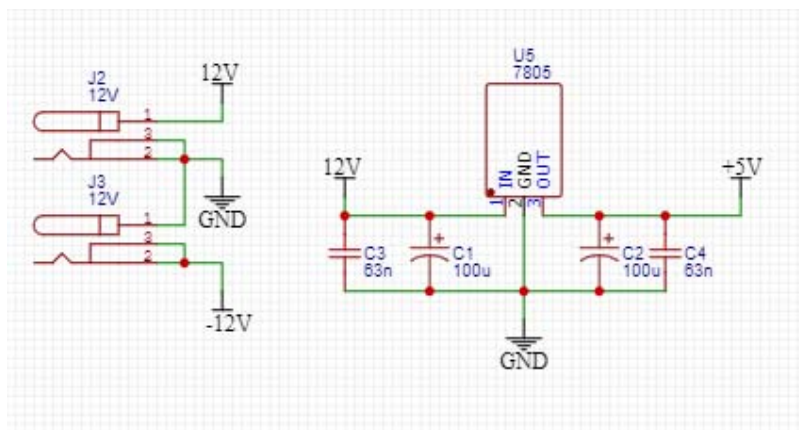 J2
12V
1
3
2
12V
GND
J3
12V
1
3
2
-12V
U5
7805
IN
GND
OUT
1
2
3
12V
+5V
C3
63n
+
C1
100u
+
C2
100u
C4
63n
GND